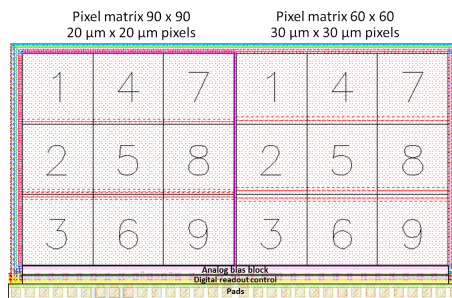 Pixel matrix 90 x 90
20 µm x 20 µm pixels
Pixel matrix 60 x 60
30 µm x 30 µm pixels
1 4 7 1 4 7
2 5 8 2 5 8
3 6 9 3 6 9
Analog bias block
Digital readout control
Pads